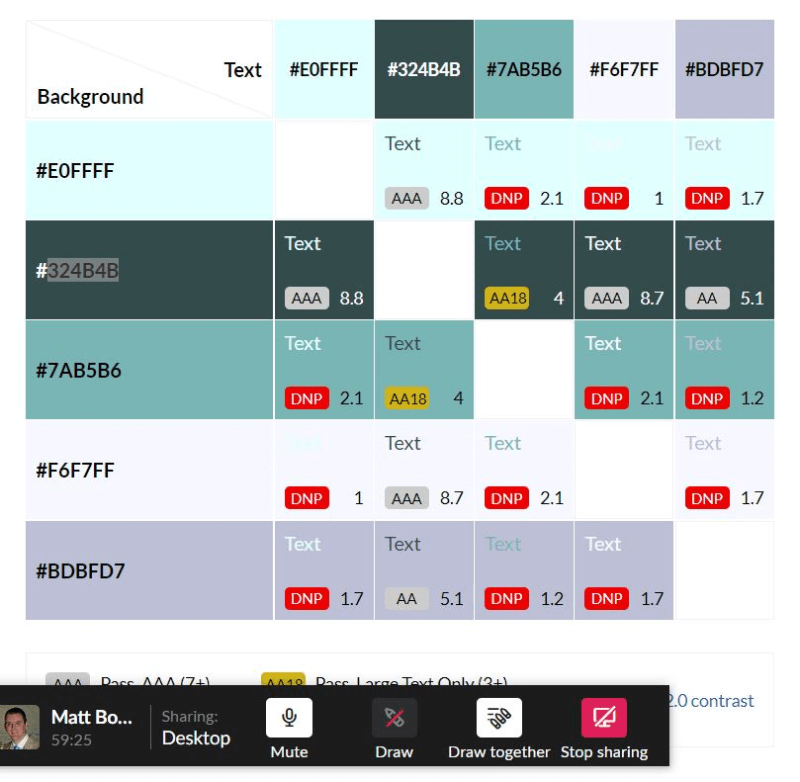 Text #E0FFFF #324B4B #7AB5B6 #F6F7FF #BDBFD7
Background
#E0FFFF
Text Text Text
AAA 8.8 DNP 2.1 DNP 1 DNP 1.7
#324B4B
Text Text Text Text
AAA 8.8 AA18 4 AAA 8.7 AA 5.1
#7AB5B6
Text Text Text Text
DNP 2.1 AA18 4 DNP 2.1 DNP 1.2
#F6F7FF
Text Text Text
DNP 1 AAA 8.7 DNP 2.1 DNP 1.7
#BDBFD7
Text Text Text Text
DNP 1.7 AA 5.1 DNP 1.2 DNP 1.7
AAA Pass, AAA (7+) AA18 Pass, Large Text Only (3+)
2.0 contrast
Matt Bo...
59:25
Sharing:
Desktop
Mute
Draw
Draw together
Stop sharing